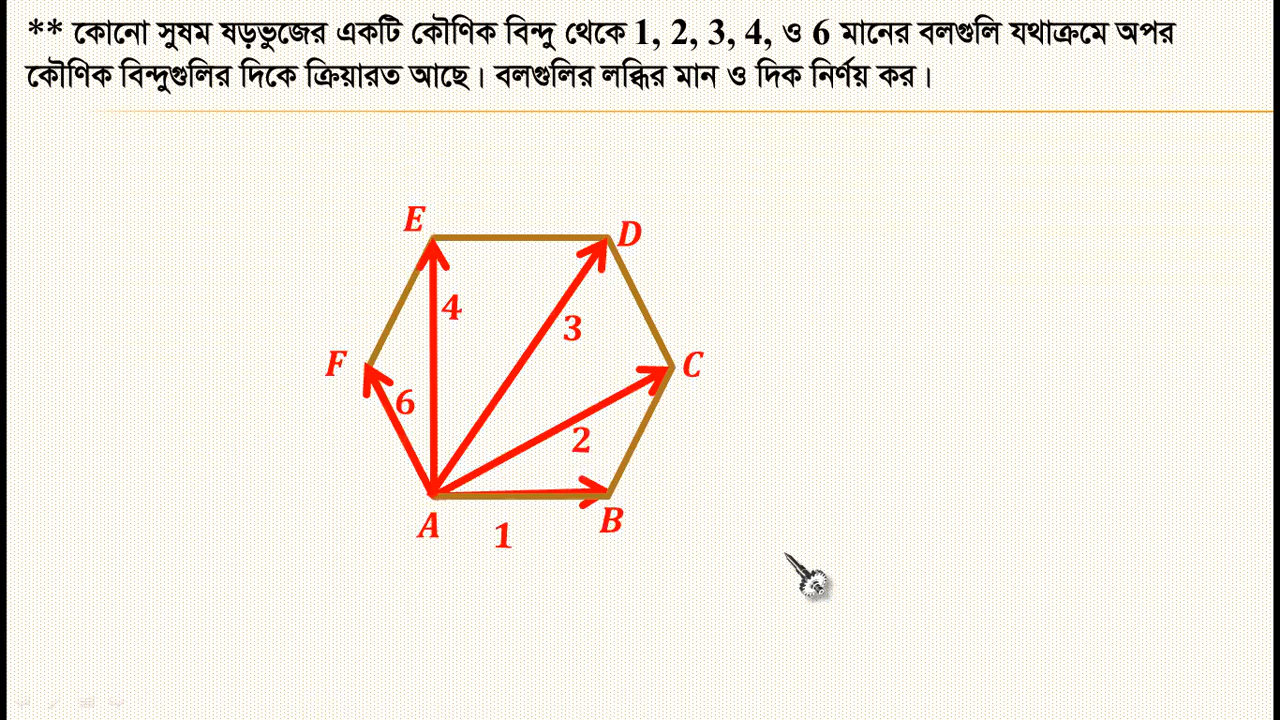 ** কোনো সুষম ষড়ভুজের একটি কৌণিক বিন্দু থেকে 1, 2, 3, 4, ও 6 মানের বলগুলি যথাক্রমে অপর
কৌণিক বিন্দুগুলির দিকে ক্রিয়ারত আছে। বলগুলির লব্ধির মান ও দিক নির্ণয় কর।
E
D
4
3
F
C
6
2
A
B
1